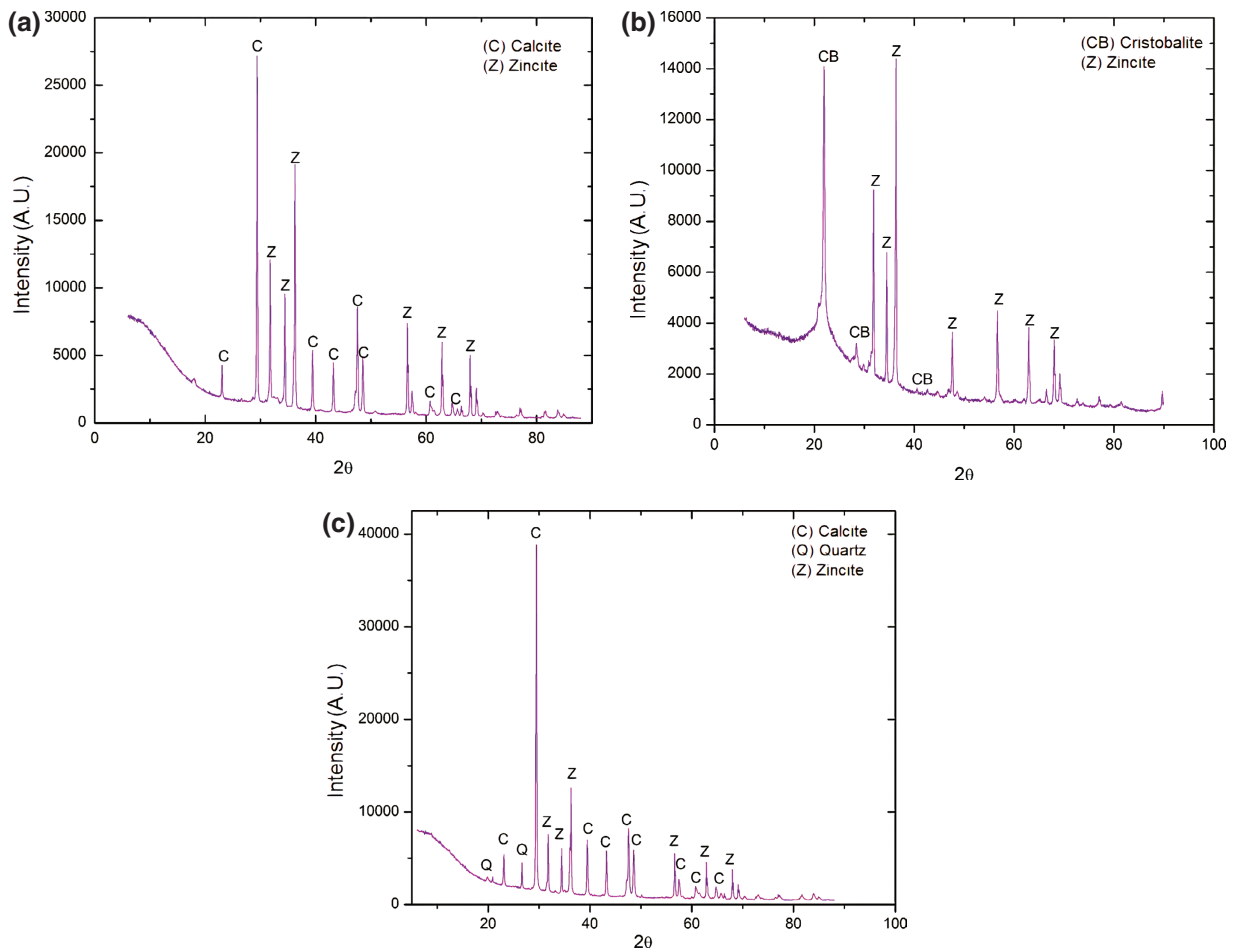 (a)
30000
25000
20000
15000
10000
5000
0
Intensity (A.U.)
(C) Calcite
(Z) Zincite
C
C
Z
Z
Z
C
C
C
C
Z
C
Z
C
Z
0 20 40 60 80
2θ
(b)
16000
14000
12000
10000
8000
6000
4000
2000
0
Intensity (A.U.)
(CB) Cristobalite
(Z) Zincite
CB
CB
Z
Z
Z
CB
Z
Z
Z
Z
0 20 40 60 80 100
2θ
(c)
40000
30000
20000
10000
0
Intensity (A.U.)
(C) Calcite
(Q) Quartz
(Z) Zincite
Q
C
Q
C
Z
Z
Z
C
C
C
C
Z
C
C
Z
C
Z
20 40 60 80 100
2θ